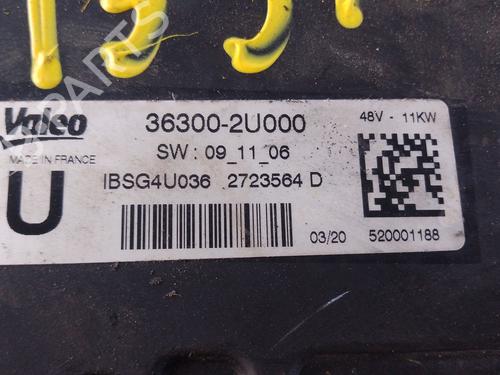 Valeo
MADE IN FRANCE
U
36300-2U000
SW : 09_11_06
IBSG4U036 2723564 D
48V - 11KW
03/20
520001188